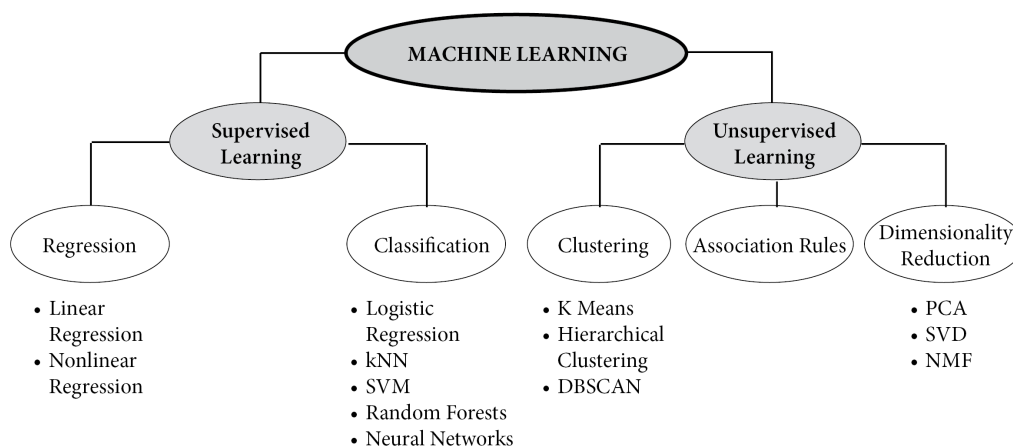 MACHINE LEARNING
Supervised
Learning
Unsupervised
Learning
Regression
Classification
Clustering
Association Rules
Dimensionality
Reduction
• Linear
Regression
• Nonlinear
Regression
• Logistic
Regression
• kNN
• SVM
• Random Forests
• Neural Networks
• K Means
• Hierarchical
Clustering
• DBSCAN
• PCA
• SVD
• NMF